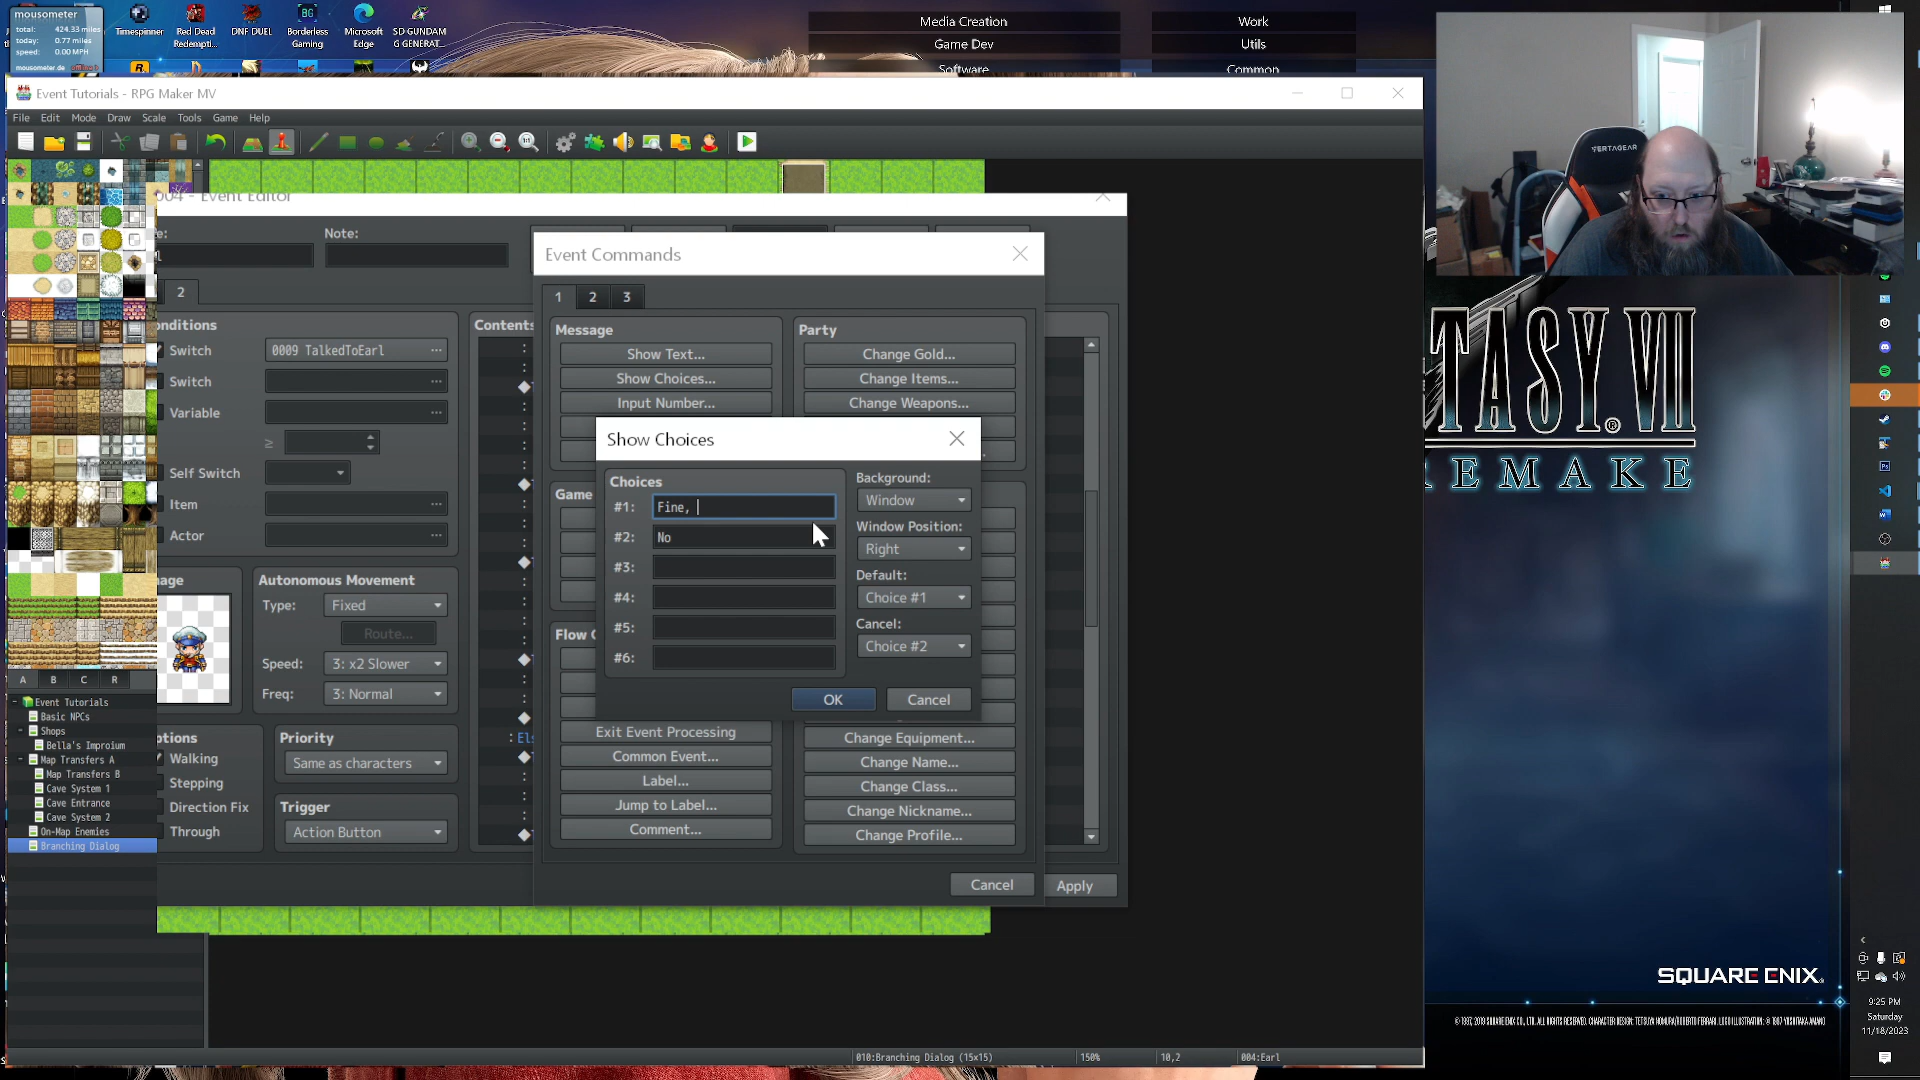 mousometer
total: 424.33 miles
today: 0.77 miles
speed: 0.00 MPH
mousometer.de offline
Timespinner
Red Dead
Redempti...
DNF DUEL
Borderless
Gaming
Microsoft
Edge
SD GUNDAM
G GENERAT...
Media Creation
Game Dev
Software
Work
Utils
Common
Event Tutorials - RPG Maker MV
File Edit Mode Draw Scale Tools Game Help
004 - Event Editor
Note:
2
Switch
0009 TalkedToEarl
Switch
Variable
≥
Self Switch
Item
Actor
Autonomous Movement
Type: Fixed
Route...
Speed: 3: x2 Slower
Freq: 3: Normal
Walking
Stepping
Direction Fix
Through
Priority
Same as characters
Trigger
Action Button
Contents
Apply
Event Commands
1 2 3
Message
Show Text...
Show Choices...
Input Number...
Game
Flow C
Exit Event Processing
Common Event...
Label...
Jump to Label...
Comment...
Party
Change Gold...
Change Items...
Change Weapons...
Change Equipment...
Change Name...
Change Class...
Change Nickname...
Change Profile...
Cancel
Show Choices
Choices
#1: Fine,
#2: No
#3:
#4:
#5:
#6:
Background:
Window
Window Position:
Right
Default:
Choice #1
Cancel:
Choice #2
OK
Cancel
A B C R
Event Tutorials
Basic NPCs
Shops
Bella's Improium
Map Transfers A
Map Transfers B
Cave System 1
Cave Entrance
Cave System 2
On-Map Enemies
Branching Dialog
010:Branching Dialog (15x15)
150%
10,2
004:Earl
VERTAGEAR
TASY.VII
REMAKE
SQUARE ENIX
9:25 PM
Saturday
11/18/2023